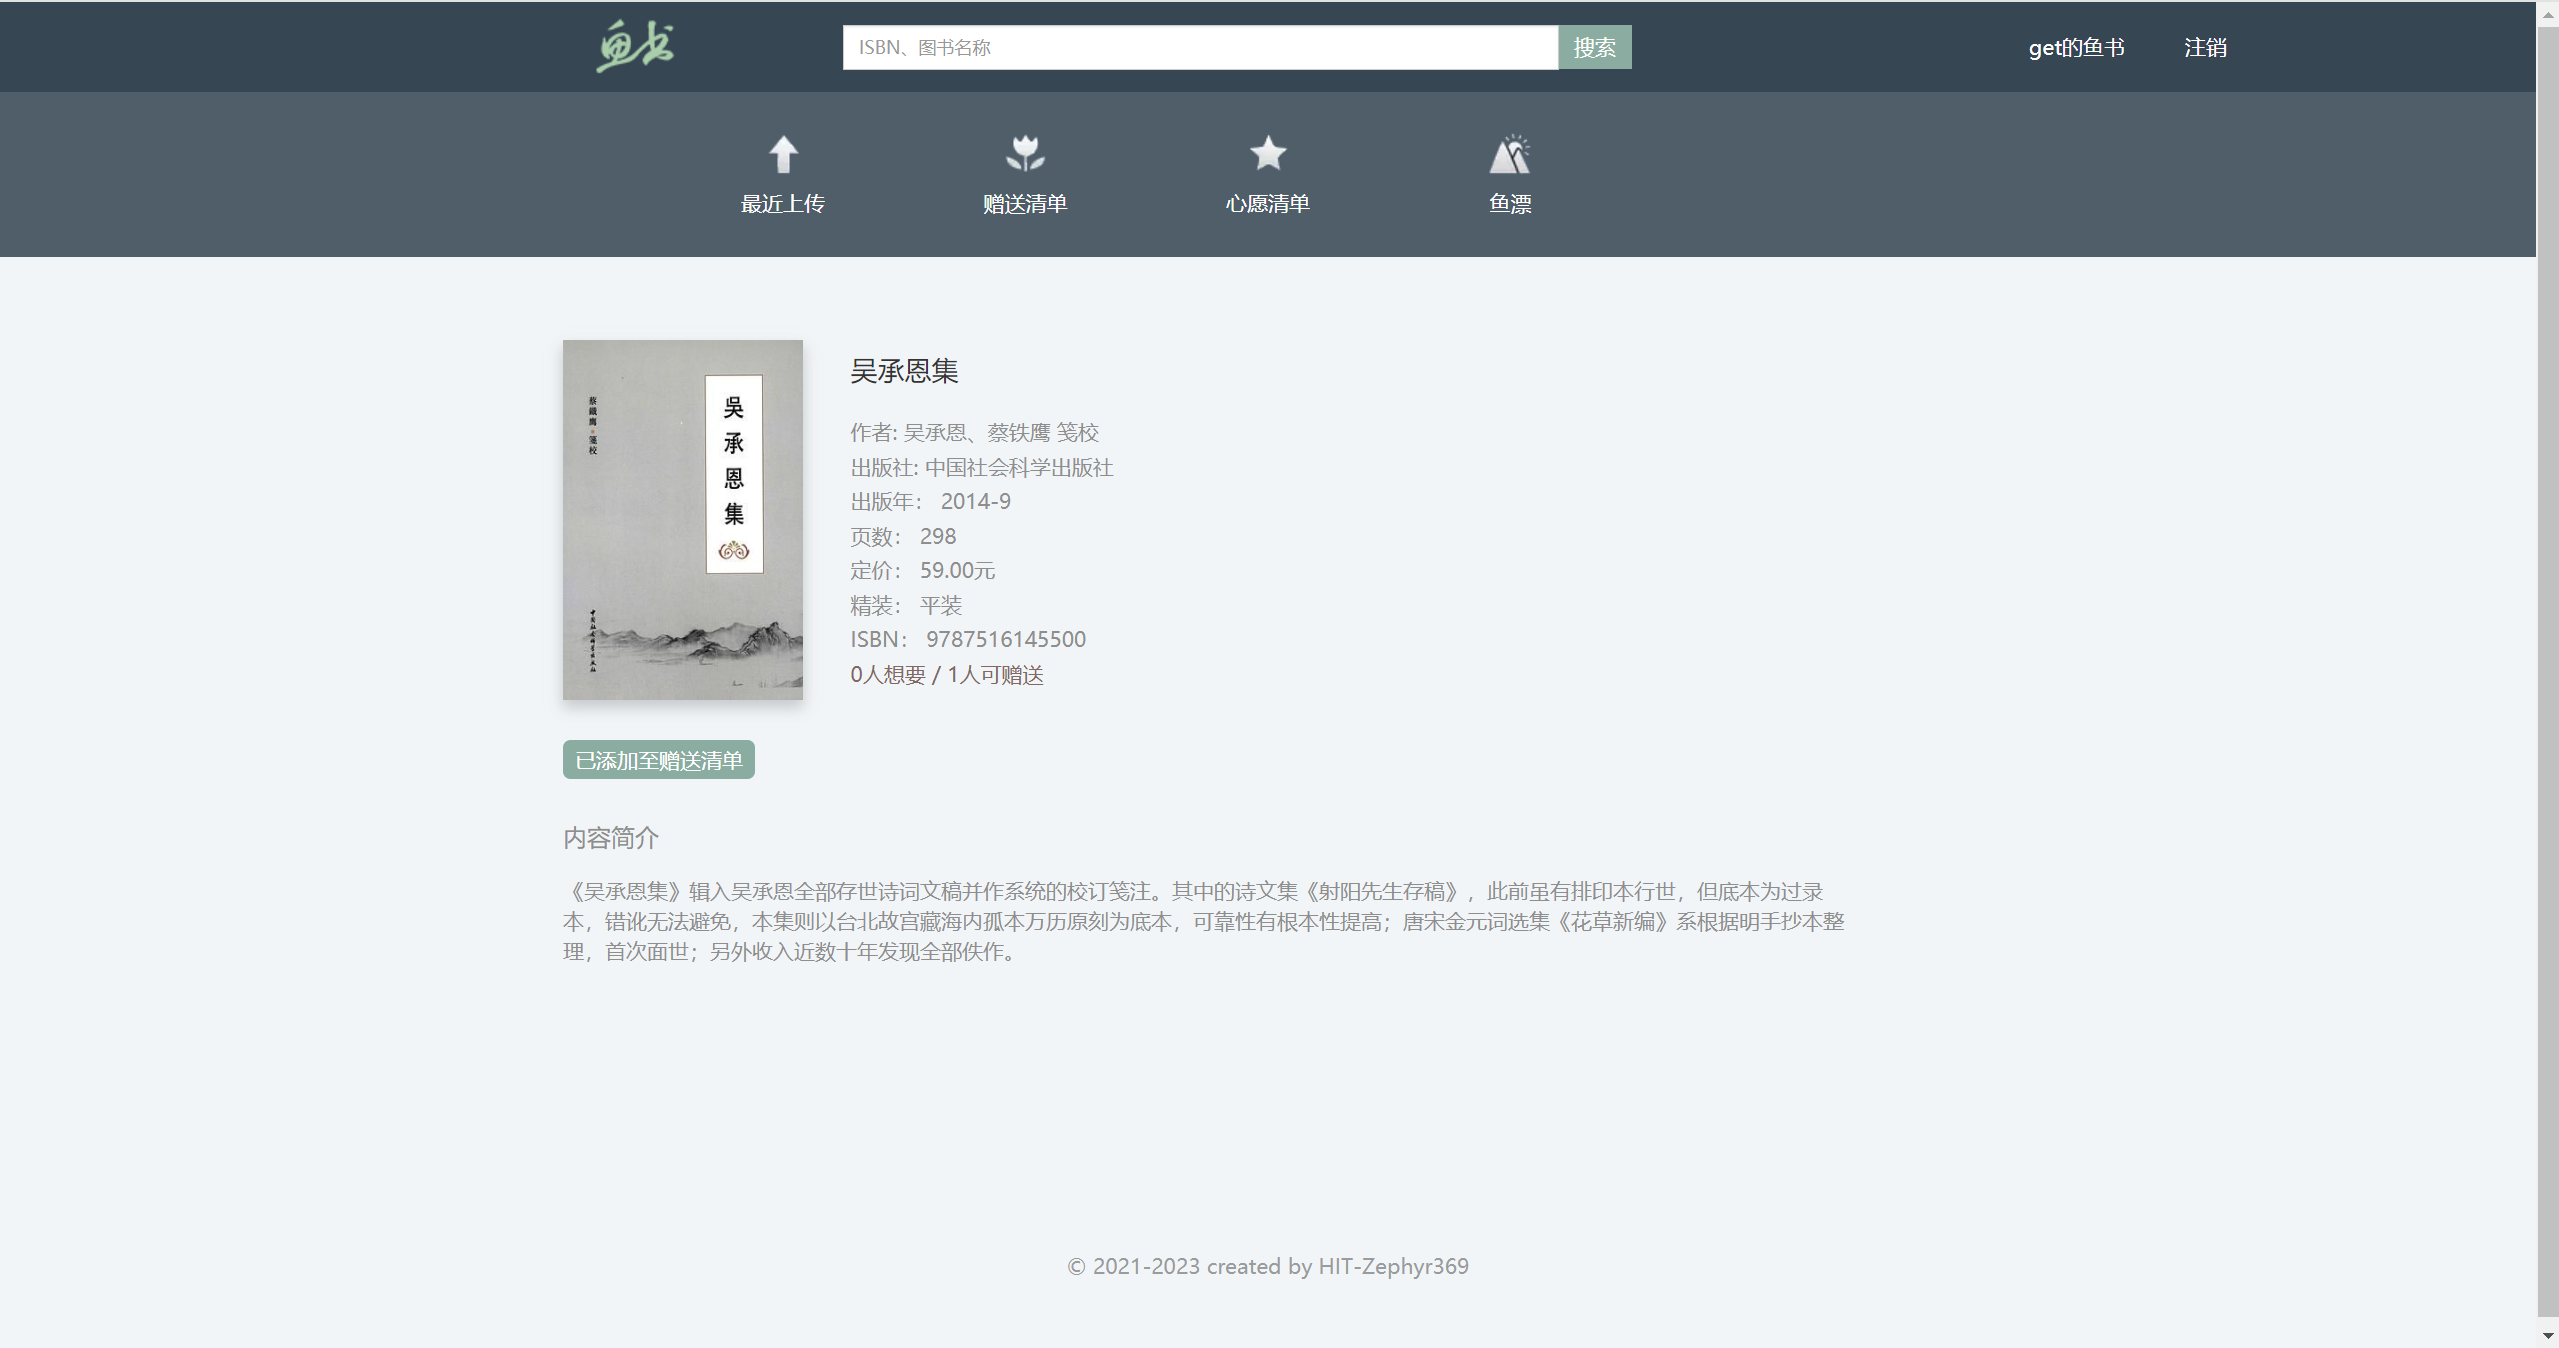 鱼书
ISBN、图书名称
搜索
get的鱼书
注销
最近上传
赠送清单
心愿清单
鱼漂
吳承恩集
蔡鐵鹰·箋校
中国社会科学出版社
吴承恩集
作者: 吴承恩、蔡铁鹰 笺校
出版社: 中国社会科学出版社
出版年： 2014-9
页数： 298
定价： 59.00元
精装： 平装
ISBN： 9787516145500
0人想要 / 1人可赠送
已添加至赠送清单
内容简介
《吴承恩集》辑入吴承恩全部存世诗词文稿并作系统的校订笺注。其中的诗文集《射阳先生存稿》，此前虽有排印本行世，但底本为过录
本，错讹无法避免，本集则以台北故宫藏海内孤本万历原刻为底本，可靠性有根本性提高；唐宋金元词选集《花草新编》系根据明手抄本整
理，首次面世；另外收入近数十年发现全部佚作。
© 2021-2023 created by HIT-Zephyr369